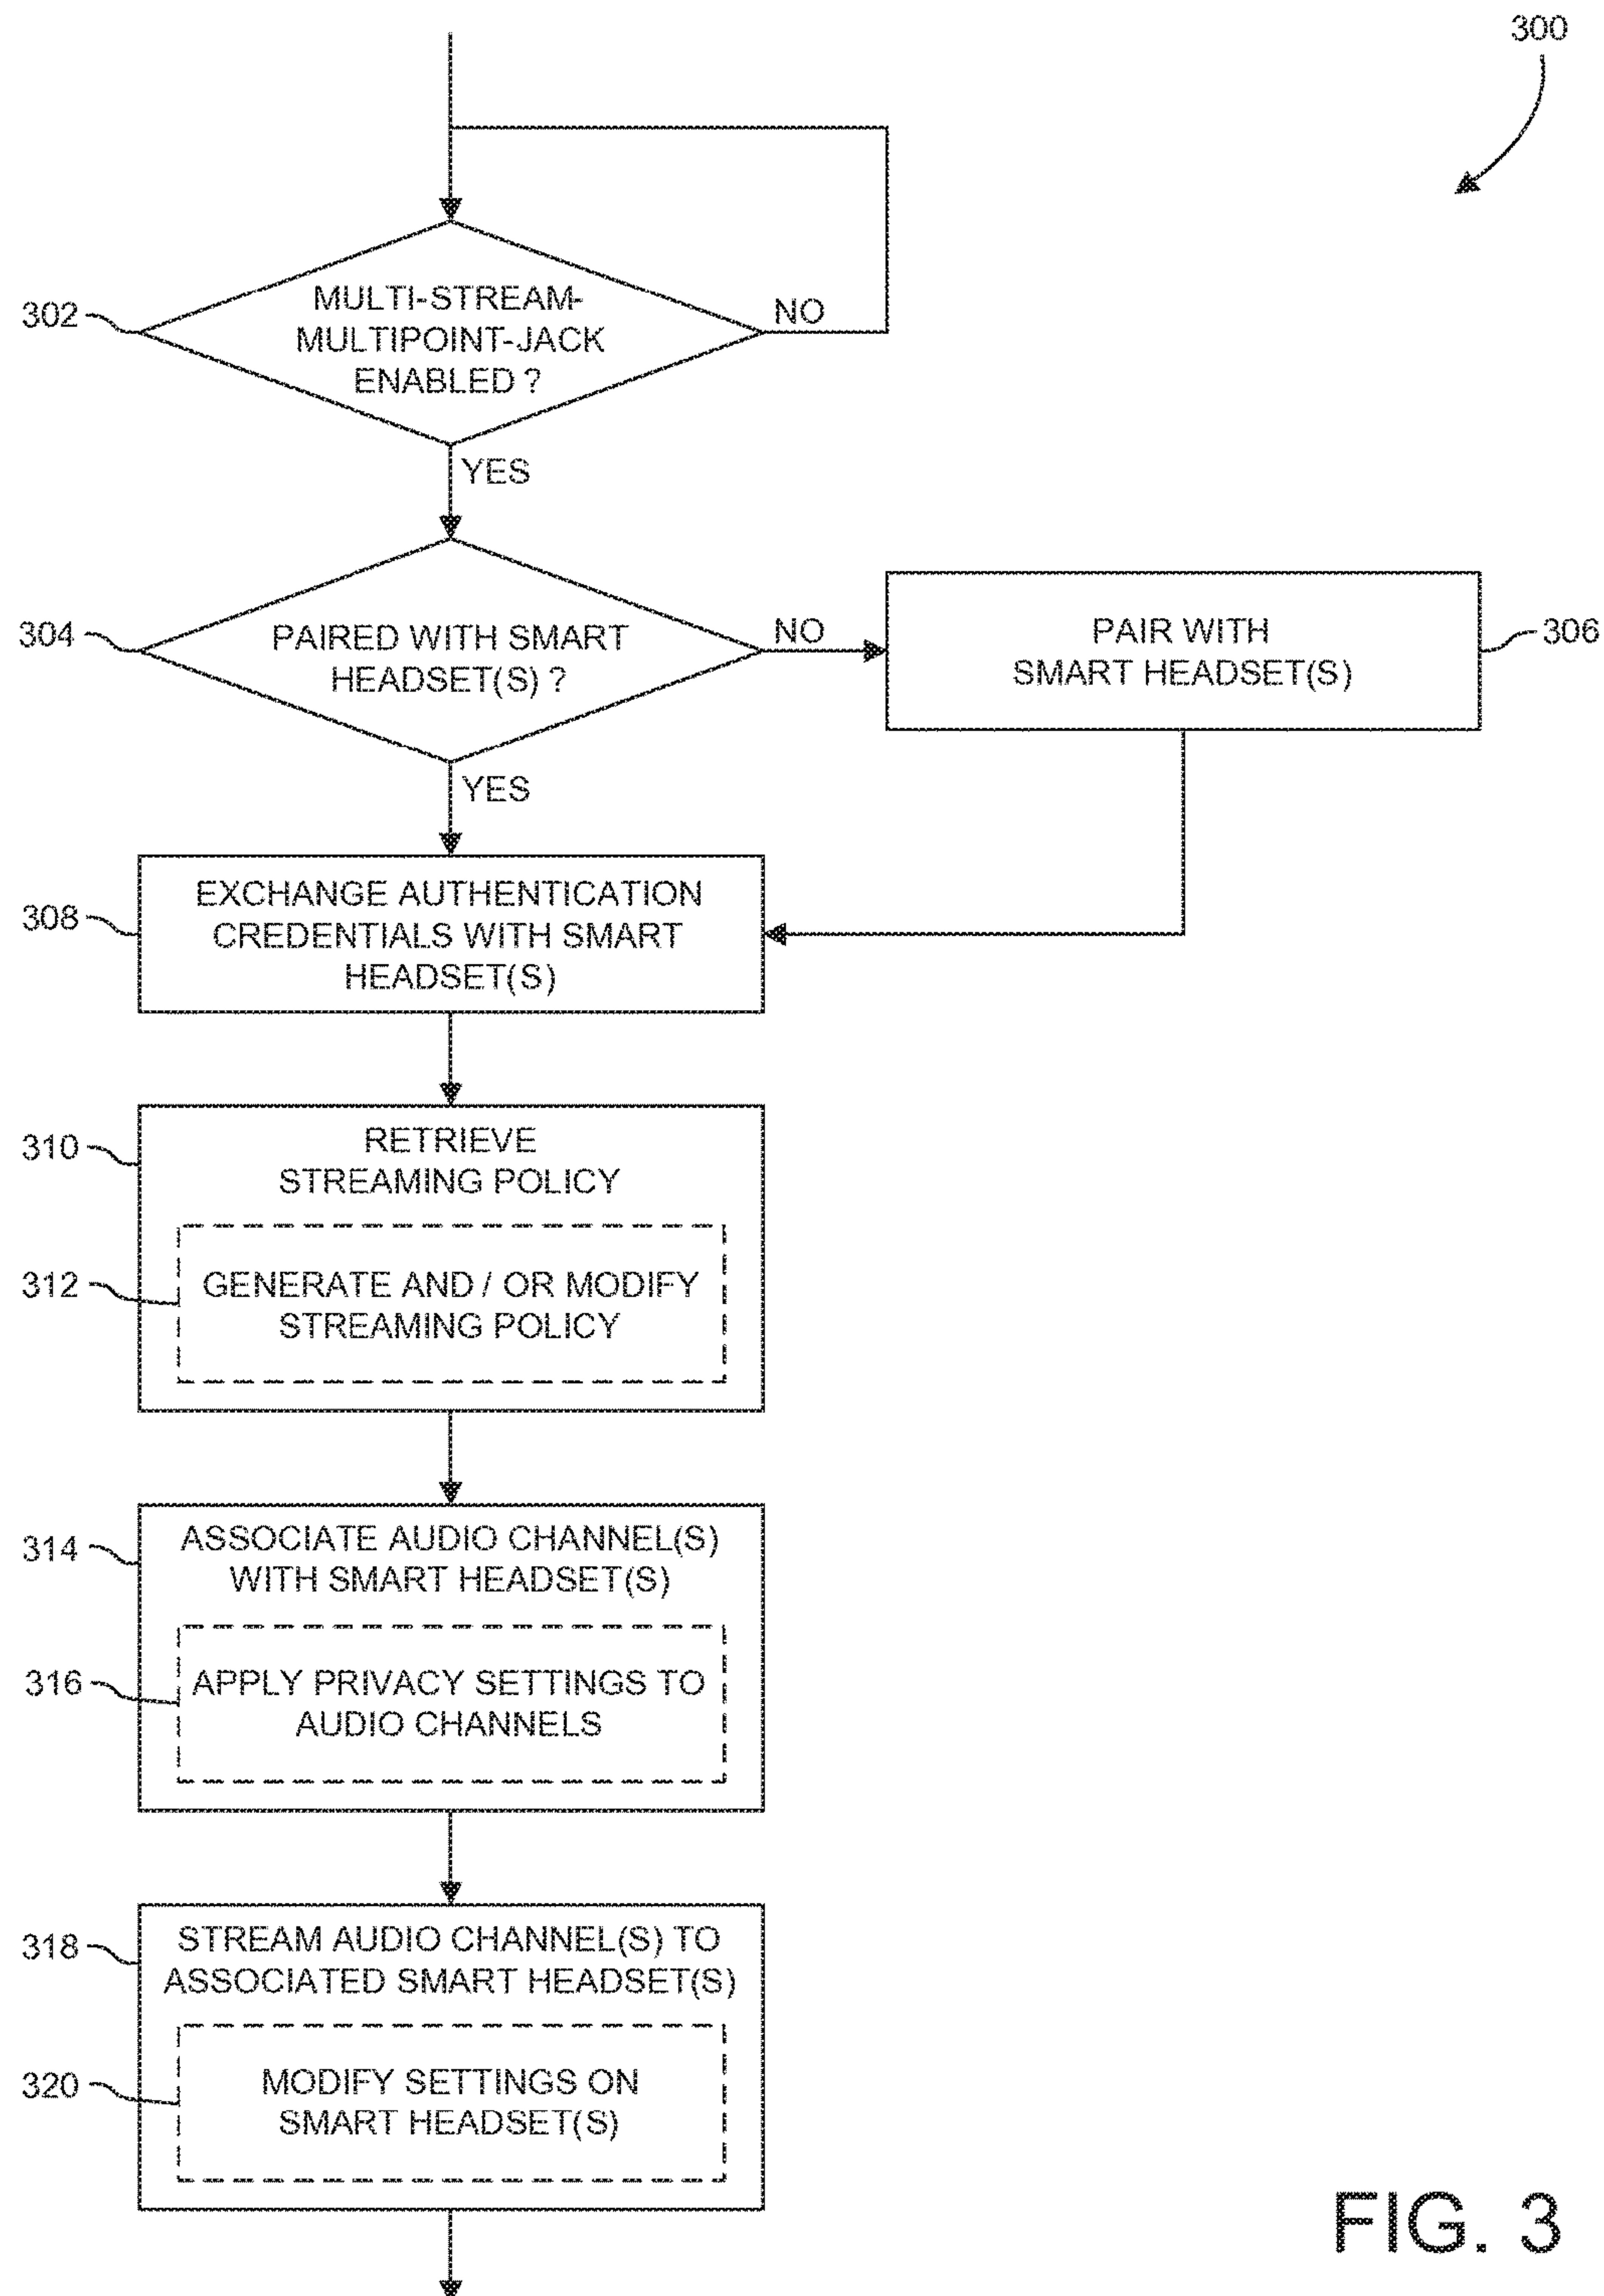 300
302
MULTI-STREAM-
MULTIPOINT-JACK
ENABLED ?
NO
YES
304
PAIRED WITH SMART
HEADSET(S) ?
NO
PAIR WITH
SMART HEADSET(S)
306
YES
308
EXCHANGE AUTHENTICATION
CREDENTIALS WITH SMART
HEADSET(S)
310
RETRIEVE
STREAMING POLICY
312
GENERATE AND / OR MODIFY
STREAMING POLICY
314
ASSOCIATE AUDIO CHANNEL(S)
WITH SMART HEADSET(S)
316
APPLY PRIVACY SETTINGS TO
AUDIO CHANNELS
318
STREAM AUDIO CHANNEL(S) TO
ASSOCIATED SMART HEADSET(S)
320
MODIFY SETTINGS ON
SMART HEADSET(S)
FIG. 3